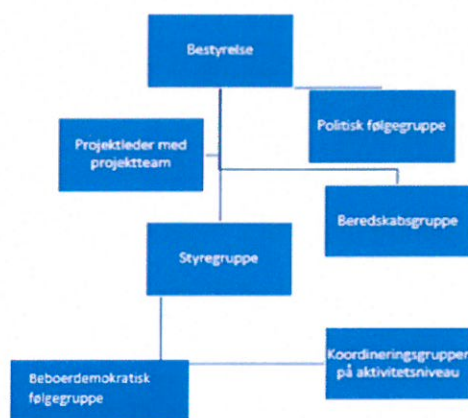 Bestyrelse
Politisk følgegruppe
Projektleder med
projektteam
Beredskabsgruppe
Styregruppe
Koordineringsgrupper
på aktivitetsniveau
Beboerdemokratisk
følgegruppe